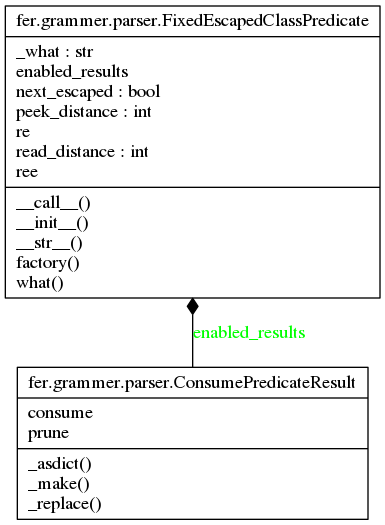 fer.grammer.parser.FixedEscapedClassPredicate
_what : str
enabled_results
next_escaped : bool
peek_distance : int
re
read_distance : int
ree
__call__()
__init__()
__str__()
factory()
what()
enabled_results
fer.grammer.parser.ConsumePredicateResult
consume
prune
_asdict()
_make()
_replace()